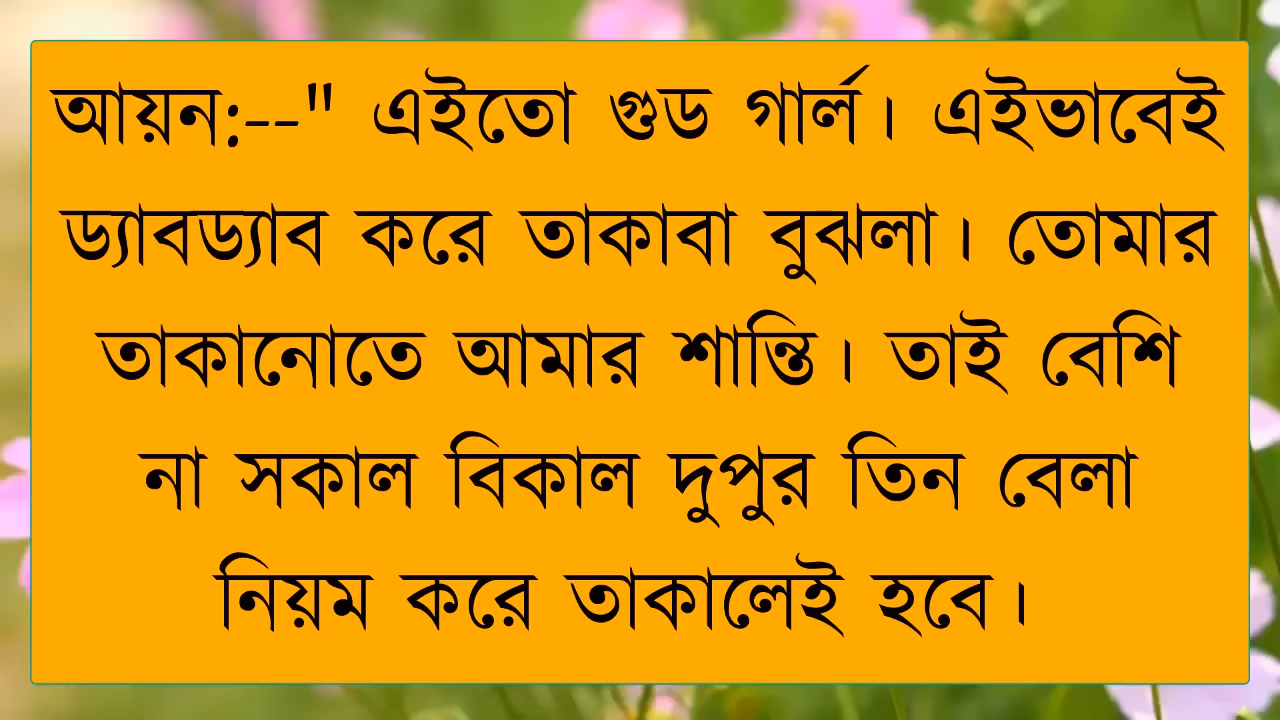 আয়ন:--" এইতো গুড গার্ল। এইভাবেই
ড্যাবড্যাব করে তাকাবা বুঝলা। তোমার
তাকানোতে আমার শান্তি। তাই বেশি
না সকাল বিকাল দুপুর তিন বেলা
নিয়ম করে তাকালেই হবে।